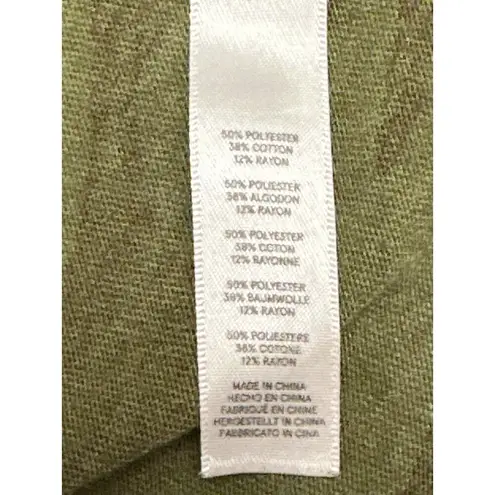 50% POLYESTER
38% COTTON
12% RAYON
50% POLIESTER
38% ALGODON
12% RAYON
50% POLYESTER
38% COTON
12% RAYONNE
50% POLYESTER
38% BAUMWOLLE
12% RAYON
50% POLIESTERE
38% COTONE
12% RAYON
MADE IN CHINA
HECHO EN CHINA
FABRIQUÉ EN CHINE
HERGESTELLT IN CHINA
FABBRICATO IN CINA